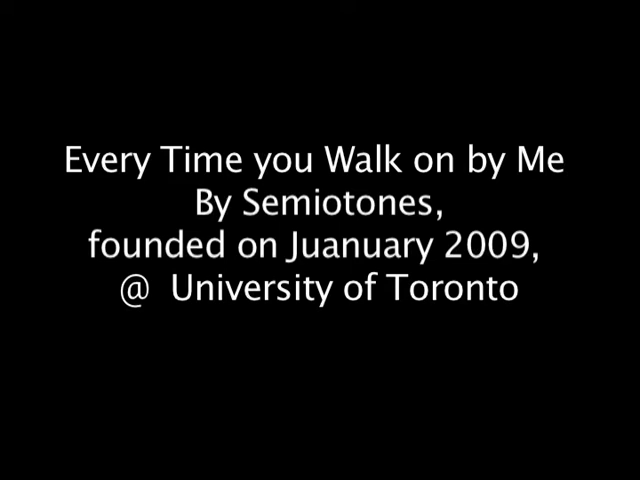 Every Time you Walk on by Me
By Semiotones,
founded on Juanuary 2009,
@ University of Toronto